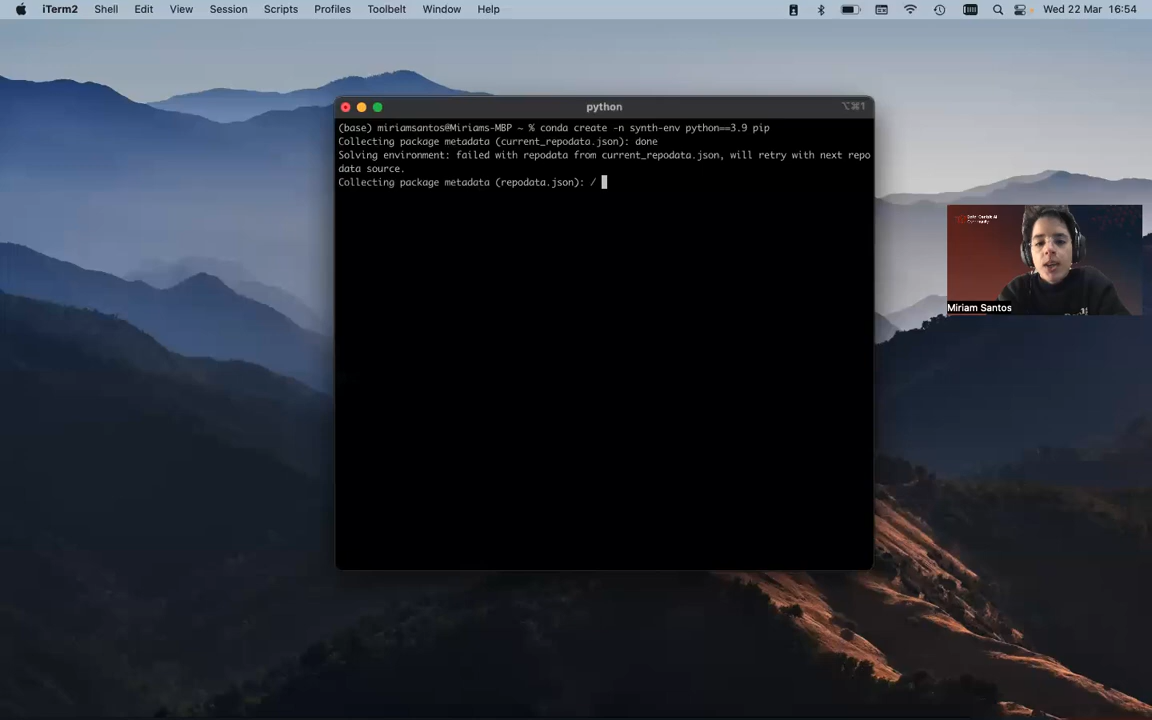 iTerm2 Shell Edit View Session Scripts Profiles Toolbelt Window Help Wed 22 Mar 16:54
python
⌥⌘1
(base) miriamsantos@Miriams-MBP ~ % conda create -n synth-env python==3.9 pip
Collecting package metadata (current_repodata.json): done
Solving environment: failed with repodata from current_repodata.json, will retry with next repo
data source.
Collecting package metadata (repodata.json): /
Miriam Santos